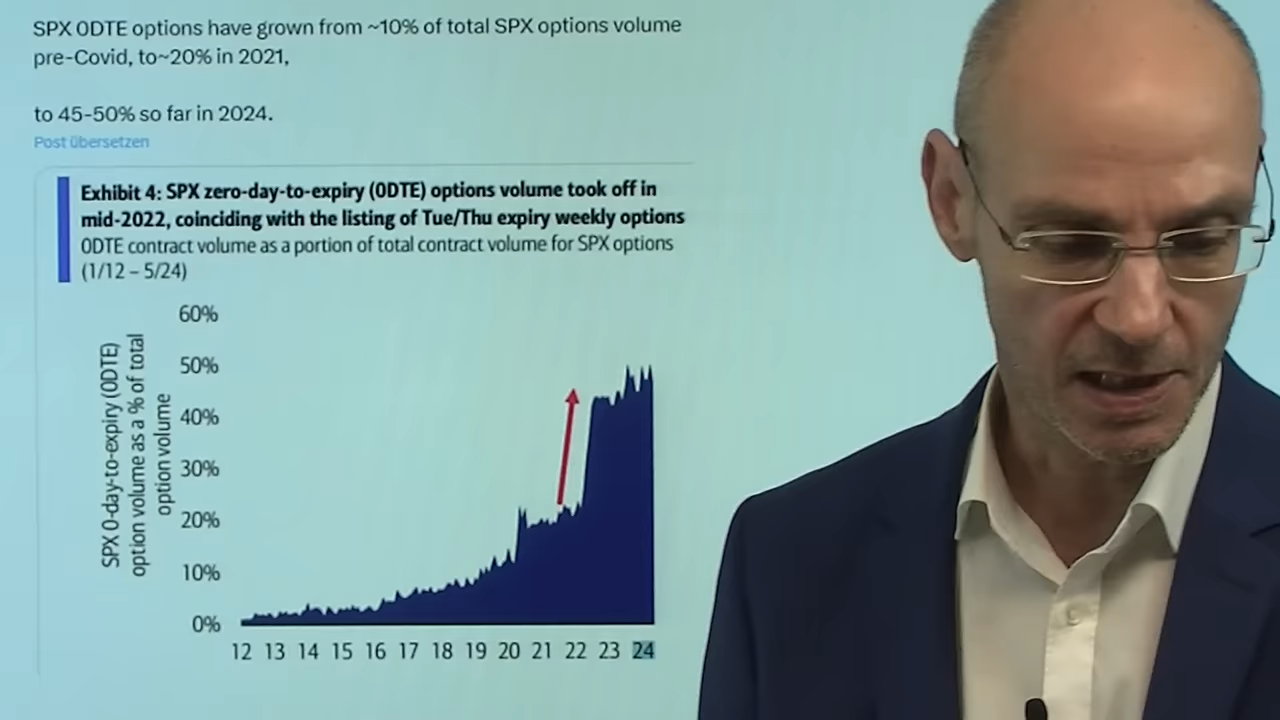 SPX 0DTE options have grown from ~10% of total SPX options volume
pre-Covid, to~20% in 2021,
to 45-50% so far in 2024.
Post übersetzen
Exhibit 4: SPX zero-day-to-expiry (0DTE) options volume took off in
mid-2022, coinciding with the listing of Tue/Thu expiry weekly options
0DTE contract volume as a portion of total contract volume for SPX options
(1/12 – 5/24)
SPX 0-day-to-expiry (0DTE)
option volume as a % of total
option volume
60%
50%
40%
30%
20%
10%
0%
12 13 14 15 16 17 18 19 20 21 22 23 24